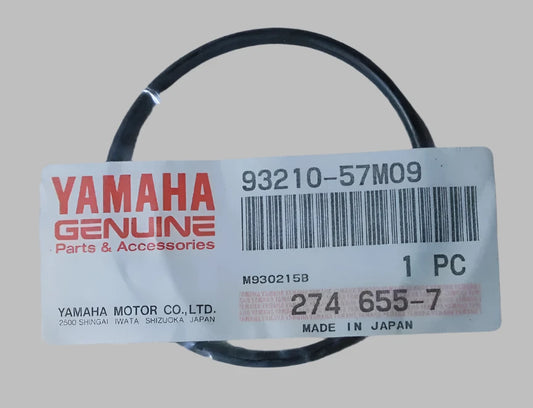 YAMAHA
GENUINE
Parts & Accessories
YAMAHA MOTOR CO.,LTD.
2500 SHINGAI IWATA SHIZUOKA JAPAN
93210-57M09
M930215B
1 PC
274 655-7
MADE IN JAPAN